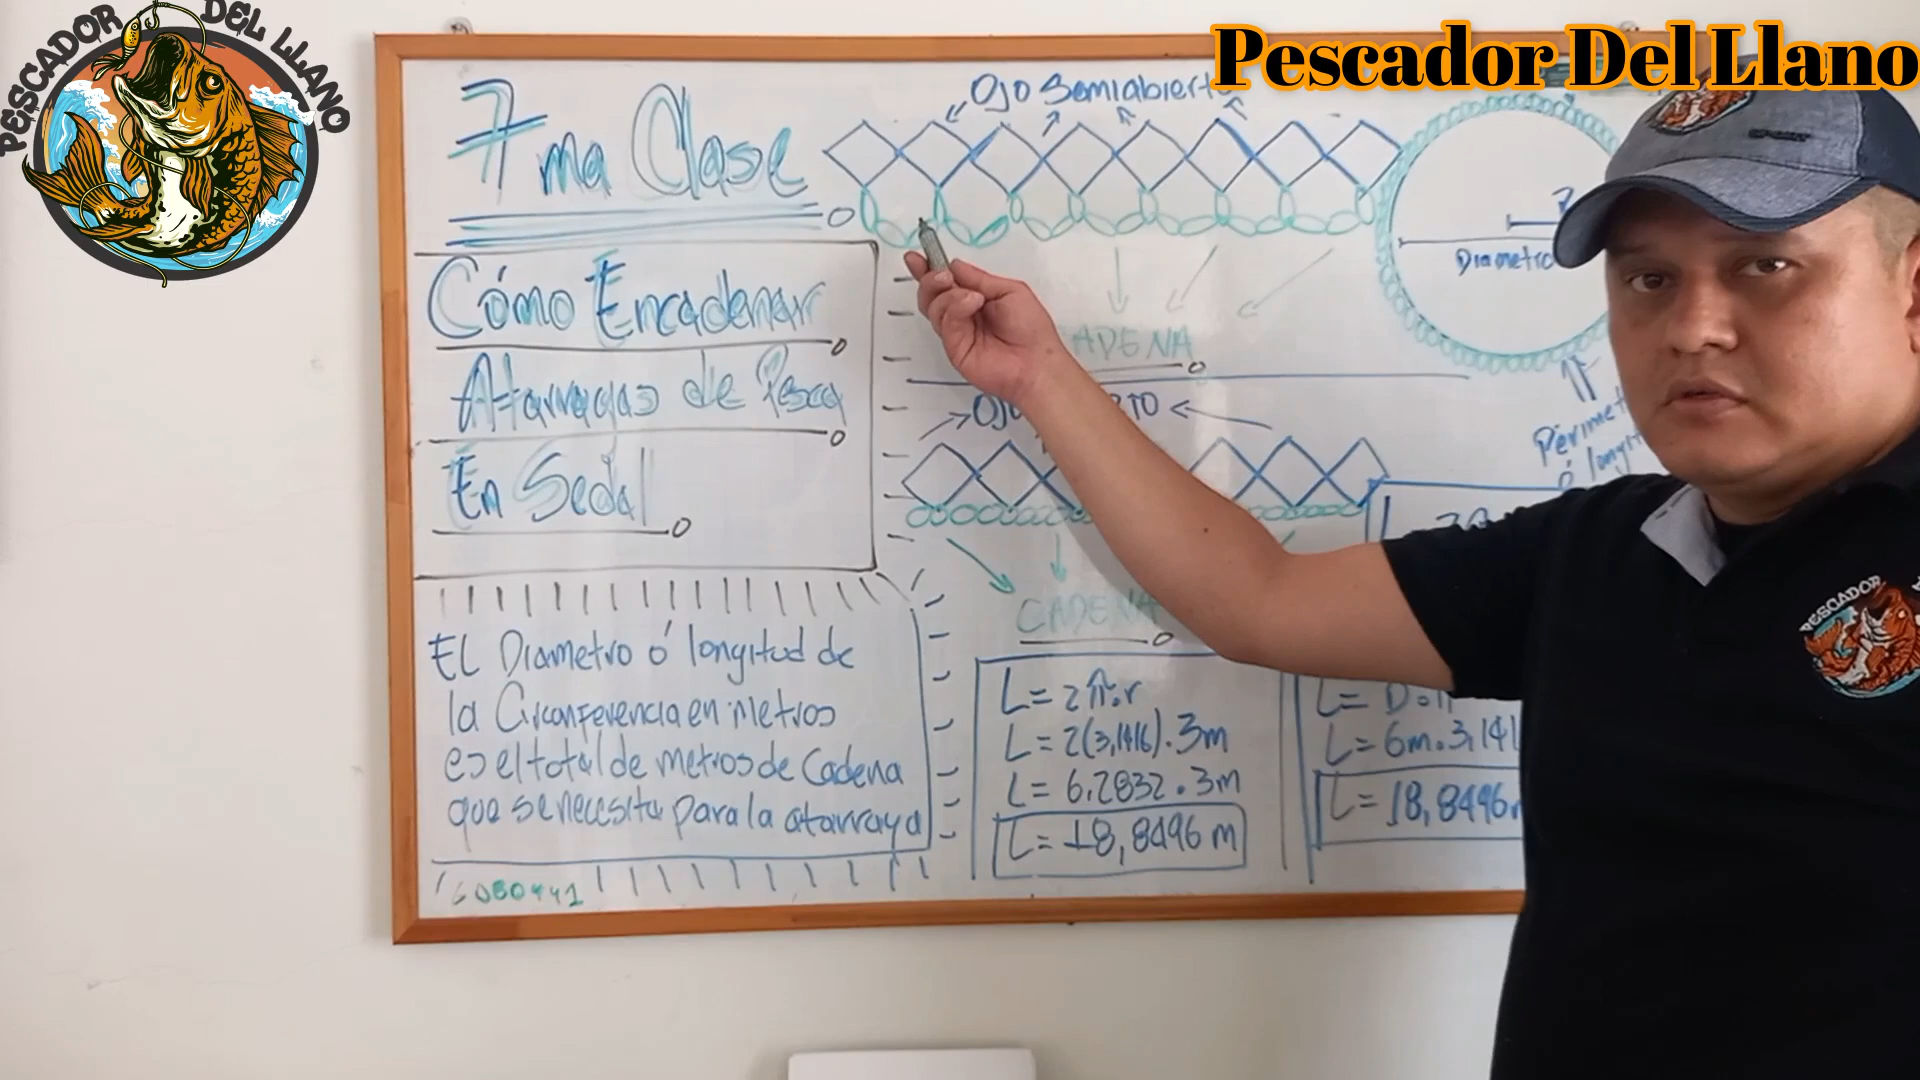 PESCADOR DEL LLANO
Pescador Del Llano
7ma Clase
Cómo Encadenar
Atarrayas de Pesca
En Sedal
El Diametro ó longitud de
la Circunferencia en metros
es el total de metros de Cadena
que se necesita para la atarraya
Ojo Semiabierto
CADENA
CADENA
L= 2π.r
L= 2(3,1416).3m
L= 6.2832.3m
L= 18,8496 m
Diametro
L= 6m.3,141
L= 18,8496
PESCADOR